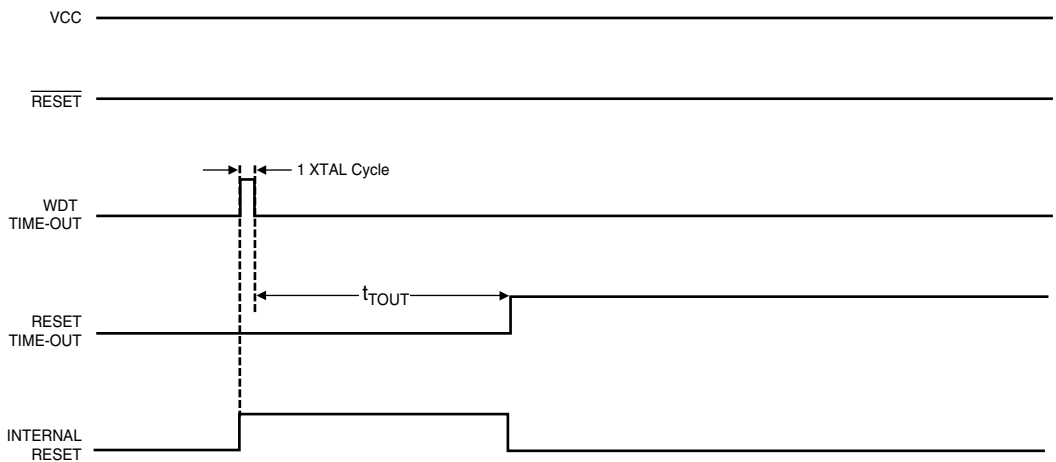 VCC
RESET
1 XTAL Cycle
WDT
TIME-OUT
tTOUT
RESET
TIME-OUT
INTERNAL
RESET